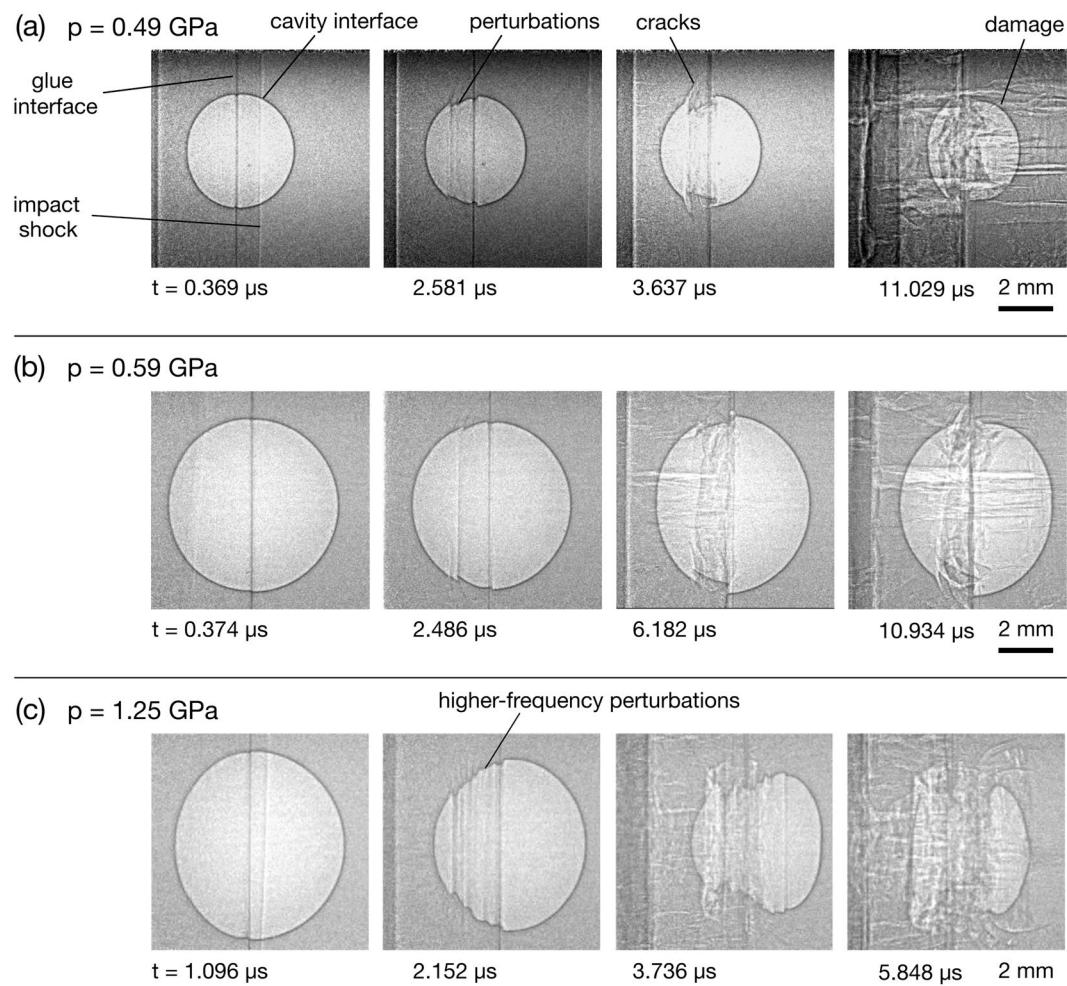 (a) p = 0.49 GPa
cavity interface
perturbations
cracks
damage
glue
interface
impact
shock
t = 0.369 µs
2.581 µs
3.637 µs
11.029 µs
2 mm
(b) p = 0.59 GPa
t = 0.374 µs
2.486 µs
6.182 µs
10.934 µs
2 mm
(c) p = 1.25 GPa
higher-frequency perturbations
t = 1.096 µs
2.152 µs
3.736 µs
5.848 µs
2 mm